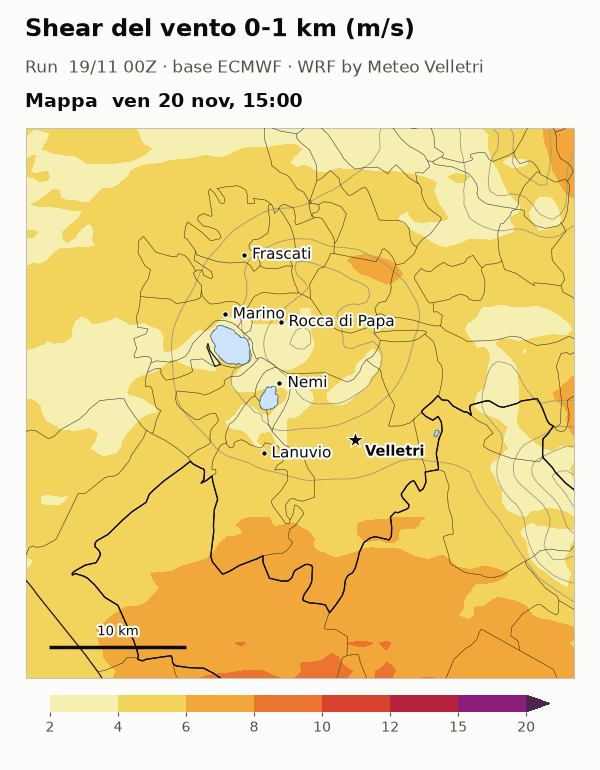 Shear del vento 0-1 km (m/s)
Run 19/11 00Z · base ECMWF · WRF by Meteo Velletri
Mappa ven 20 nov, 15:00
Frascati
Marino
Rocca di Papa
Nemi
Velletri
Lanuvio
10 km
2 4 6 8 10 12 15 20